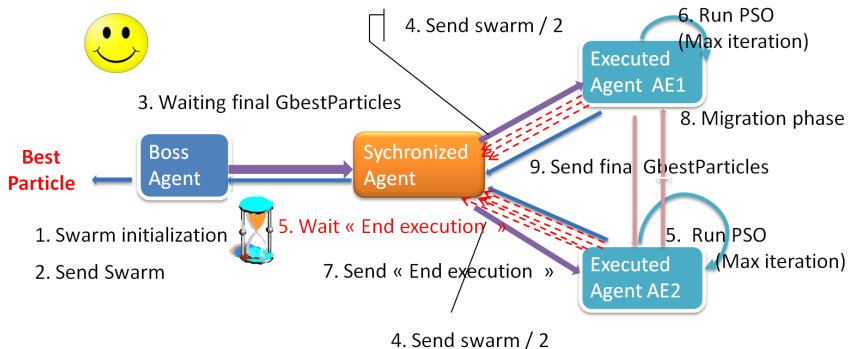 4. Send swarm / 2
6. Run PSO
(Max iteration)
Executed
Agent AE1
3. Waiting final GbestParticles
8. Migration phase
Best
Particle
Boss
Agent
Sychronized
Agent
9. Send final GbestParticles
1. Swarm initialization
5. Wait « End execution »
5. Run PSO
(Max iteration)
2. Send Swarm
7. Send « End execution »
Executed
Agent AE2
4. Send swarm / 2